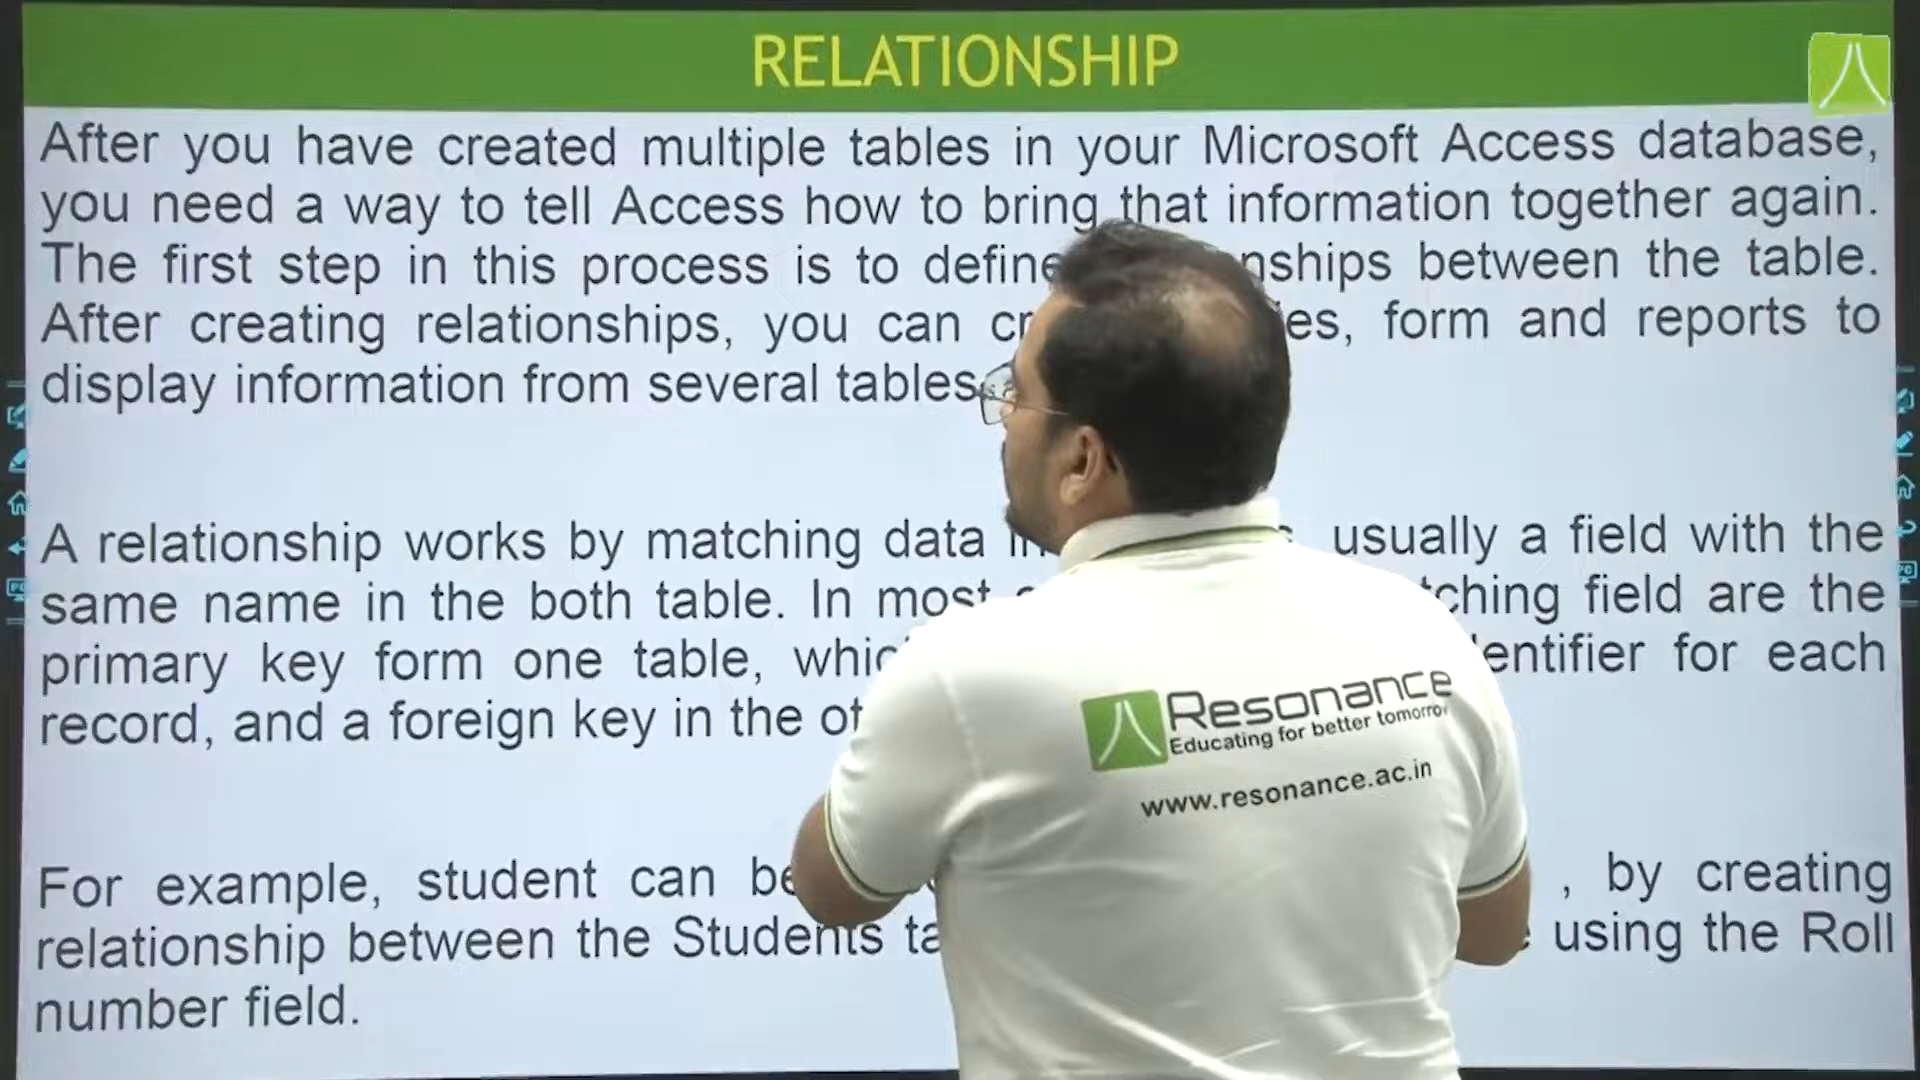 RELATIONSHIP
After you have created multiple tables in your Microsoft Access database,
you need a way to tell Access how to bring that information together again.
The first step in this process is to define nships between the table.
After creating relationships, you can cr es, form and reports to
display information from several tables
A relationship works by matching data in usually a field with the
same name in the both table. In most ching field are the
primary key form one table, whic entifier for each
record, and a foreign key in the ot
For example, student can be , by creating
relationship between the Students ta using the Roll
number field.
Resonance
Educating for better tomorrow
www.resonance.ac.in